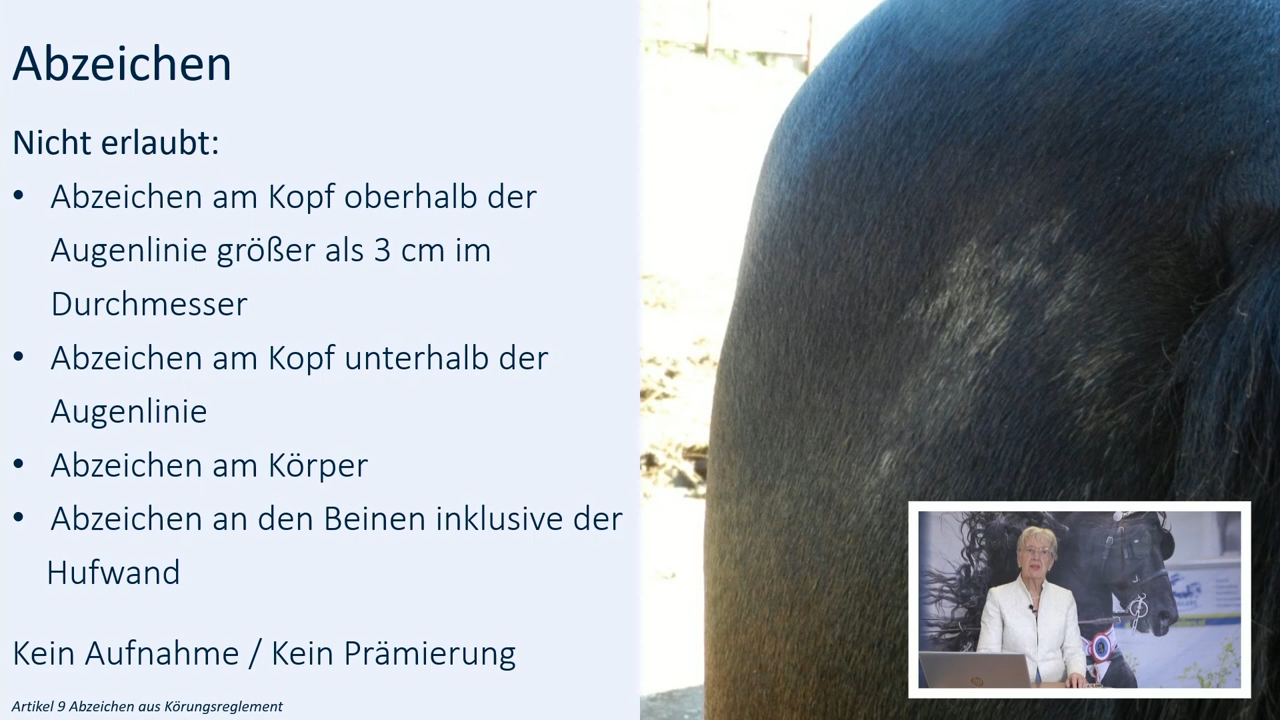 Abzeichen
Nicht erlaubt:
• Abzeichen am Kopf oberhalb der
Augenlinie größer als 3 cm im
Durchmesser
• Abzeichen am Kopf unterhalb der
Augenlinie
• Abzeichen am Körper
• Abzeichen an den Beinen inklusive der
Hufwand
Kein Aufnahme / Kein Prämierung
Artikel 9 Abzeichen aus Körungsreglement